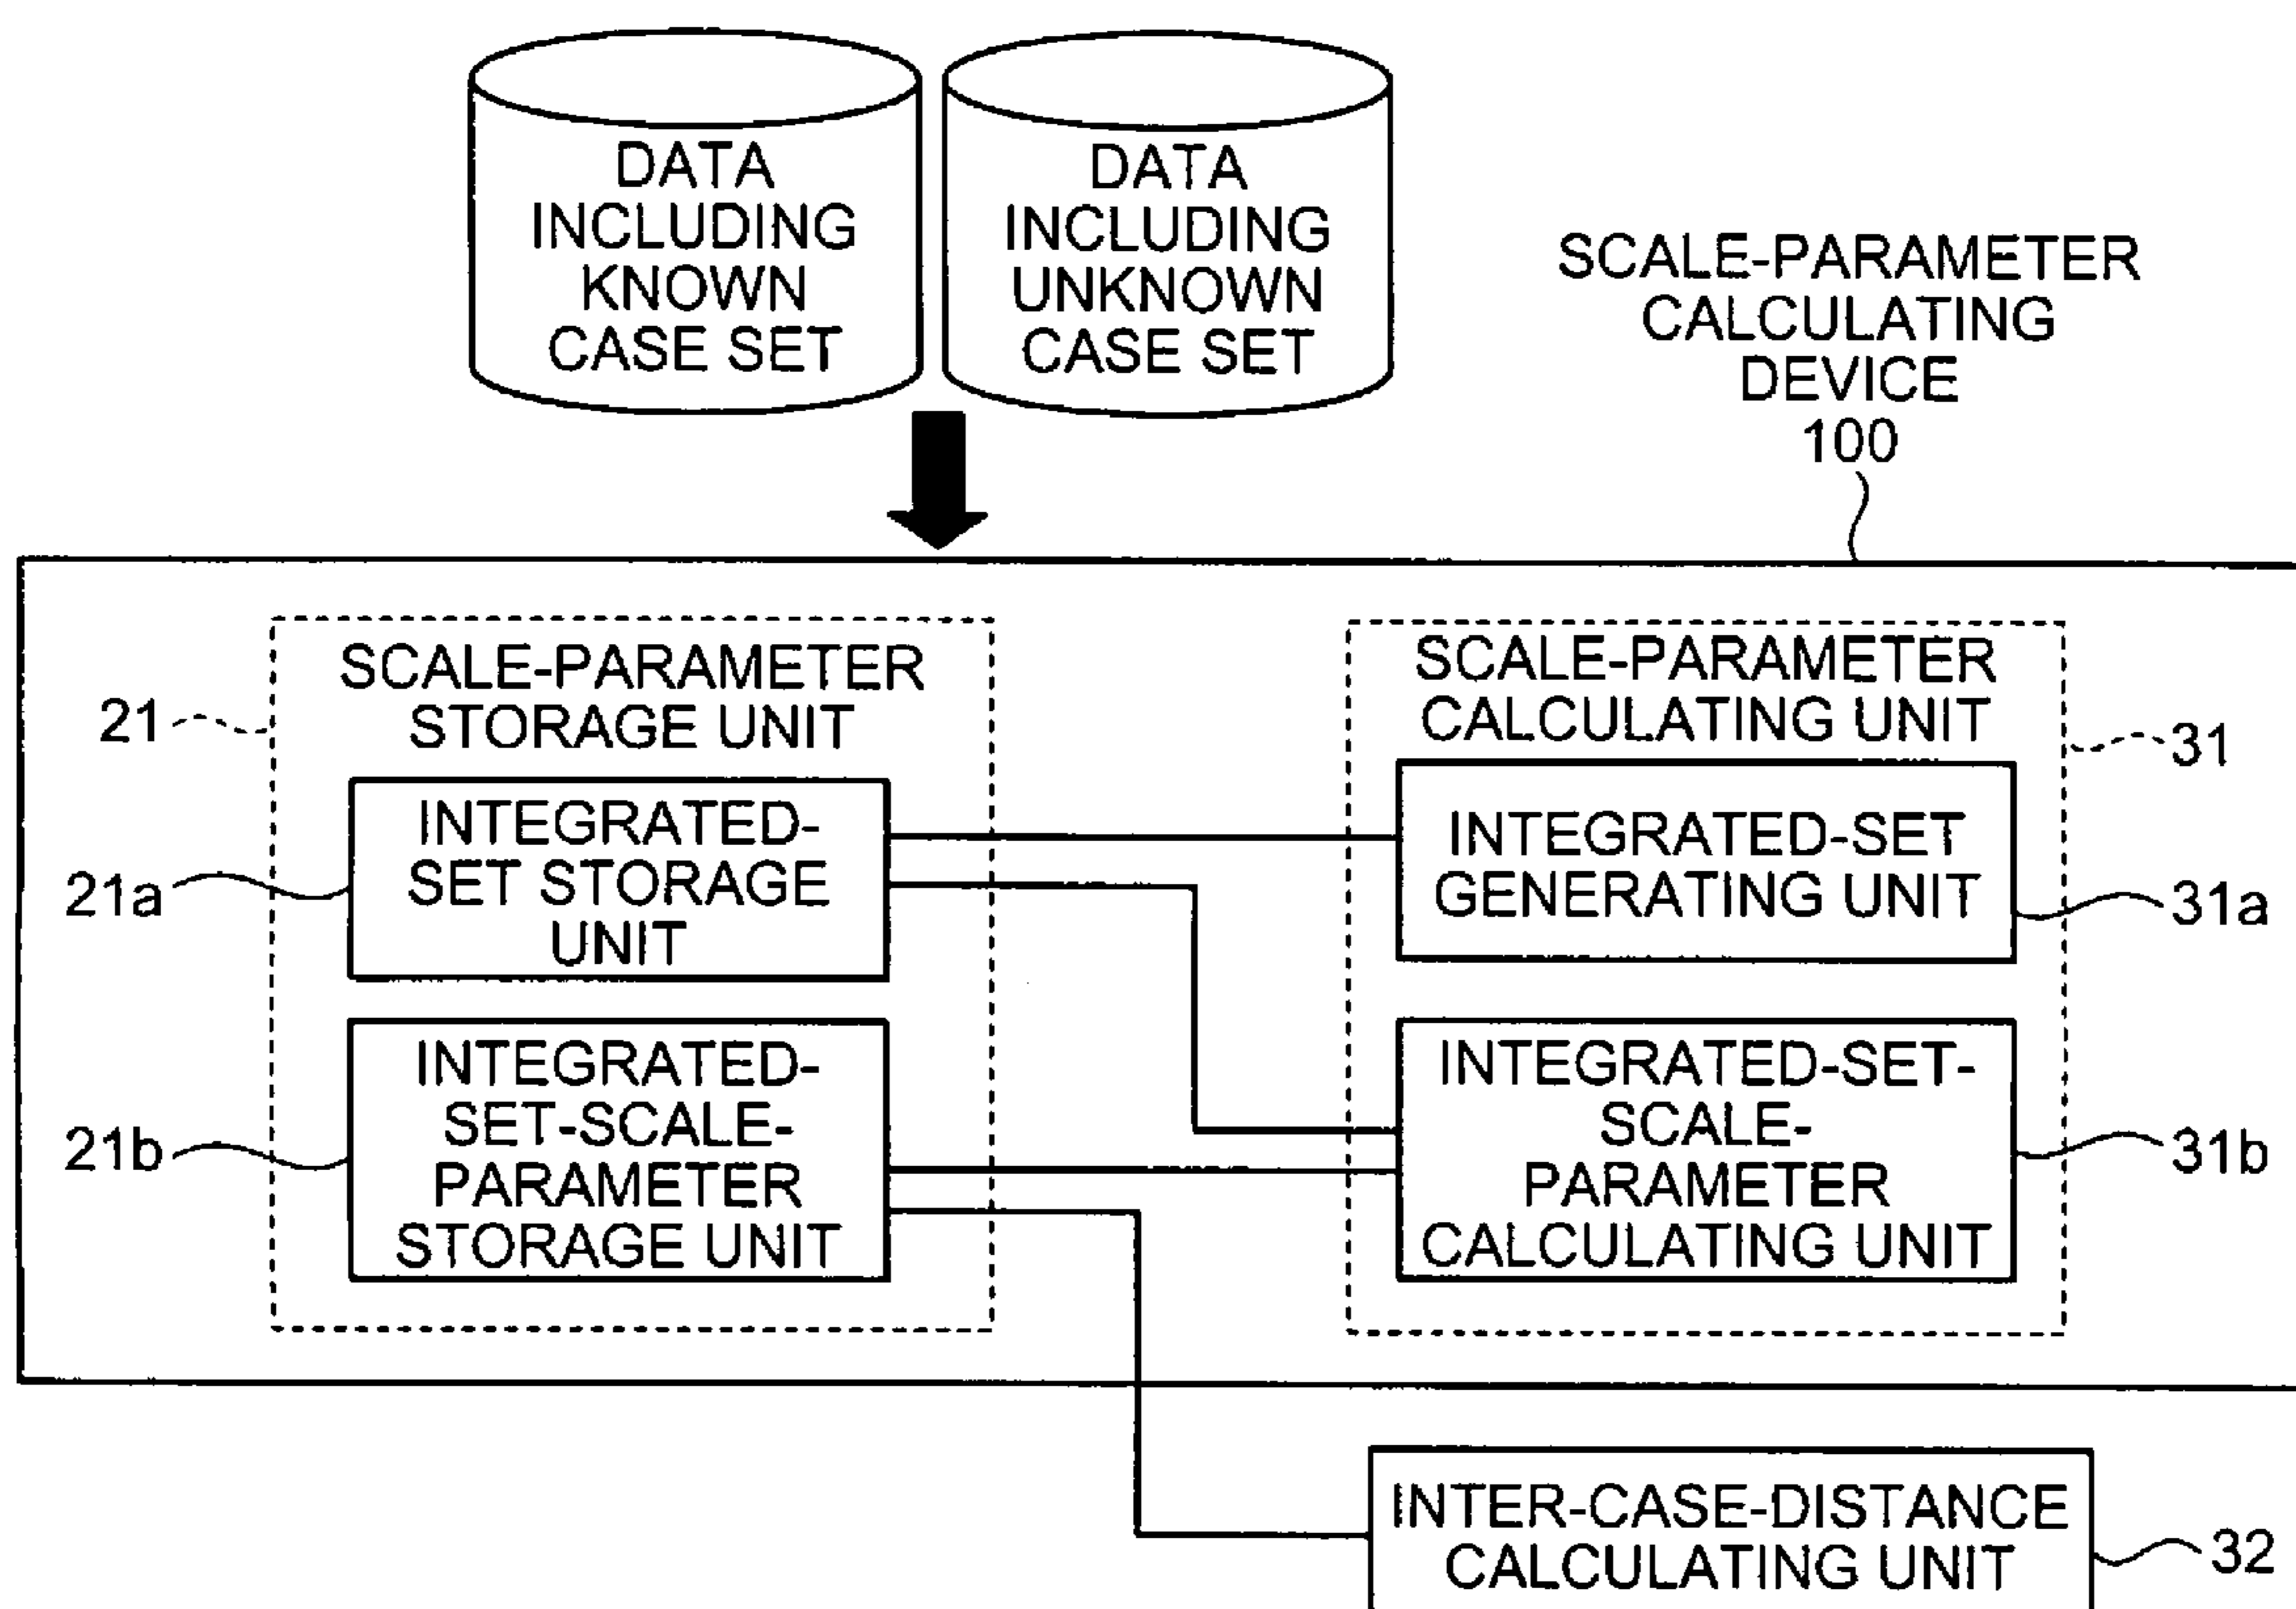 DATA
INCLUDING
KNOWN
CASE SET
DATA
INCLUDING
UNKNOWN
CASE SET
SCALE-PARAMETER
CALCULATING
DEVICE
100
SCALE-PARAMETER
STORAGE UNIT
21
INTEGRATED-
SET STORAGE
UNIT
21a
INTEGRATED-
SET-SCALE-
PARAMETER
STORAGE UNIT
21b
SCALE-PARAMETER
CALCULATING UNIT
31
INTEGRATED-SET
GENERATING UNIT
31a
INTEGRATED-SET-
SCALE-
PARAMETER
CALCULATING UNIT
31b
INTER-CASE-DISTANCE
CALCULATING UNIT
32